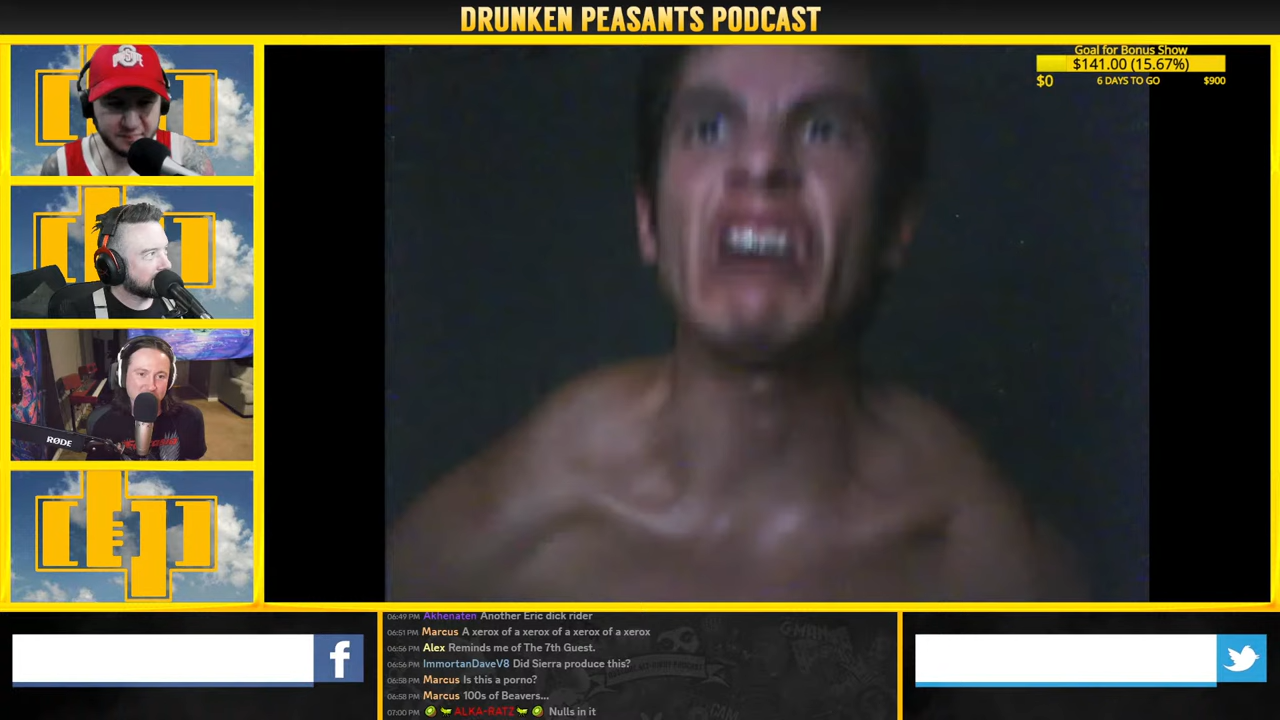 DRUNKEN PEASANTS PODCAST
Goal for Bonus Show
$141.00 (15.67%)
$0
6 DAYS TO GO
$900
RØDE
06:49 PM Akhenaten Another Eric dick rider
06:51 PM Marcus A xerox of a xerox of a xerox of a xerox
06:56 PM Alex Reminds me of The 7th Guest.
06:56 PM ImmortanDaveV8 Did Sierra produce this?
06:58 PM Marcus Is this a porno?
06:58 PM Marcus 100s of Beavers...
07:00 PM ALKA-RATZ Nulls in it